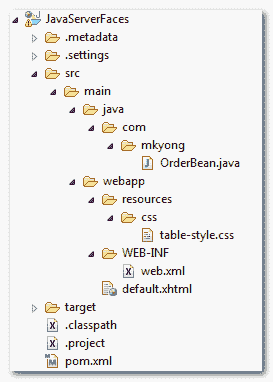 JavaServerFaces
.metadata
.settings
src
main
java
com
mkyong
OrderBean.java
webapp
resources
css
table-style.css
WEB-INF
web.xml
default.xhtml
target
.classpath
.project
pom.xml